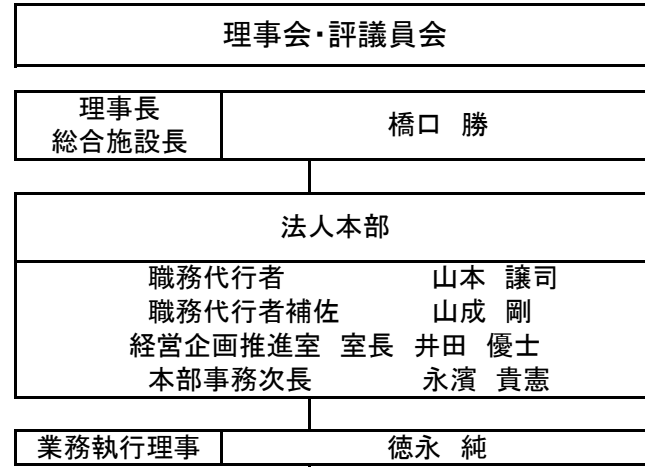 理事会・評議員会
理事長
総合施設長
橋口 勝
法人本部
職務代行者 山本 譲司
職務代行者補佐 山成 剛
経営企画推進室 室長 井田 優士
本部事務次長 永濱 貴憲
業務執行理事 徳永 純